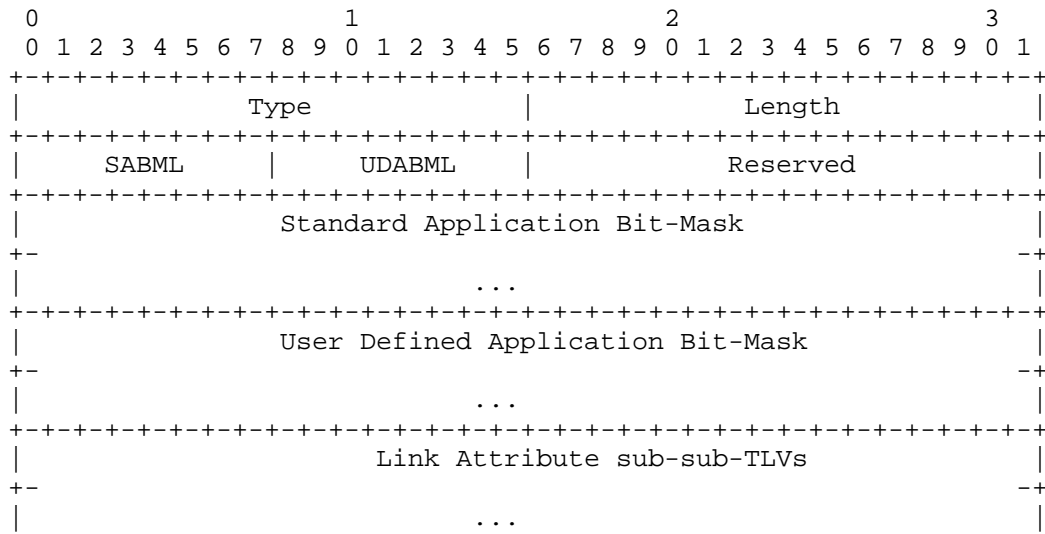 0                   1                   2                   3
 0 1 2 3 4 5 6 7 8 9 0 1 2 3 4 5 6 7 8 9 0 1 2 3 4 5 6 7 8 9 0 1
+-+-+-+-+-+-+-+-+-+-+-+-+-+-+-+-+-+-+-+-+-+-+-+-+-+-+-+-+-+-+-+-+
|              Type             |             Length            |
+-+-+-+-+-+-+-+-+-+-+-+-+-+-+-+-+-+-+-+-+-+-+-+-+-+-+-+-+-+-+-+-+
|     SABML     |     UDABML    |            Reserved           |
+-+-+-+-+-+-+-+-+-+-+-+-+-+-+-+-+-+-+-+-+-+-+-+-+-+-+-+-+-+-+-+-+
|                Standard Application Bit-Mask                  |
+-                                                             -+
|                            ...                                |
+-+-+-+-+-+-+-+-+-+-+-+-+-+-+-+-+-+-+-+-+-+-+-+-+-+-+-+-+-+-+-+-+
|                User Defined Application Bit-Mask              |
+-                                                             -+
|                            ...                                |
+-+-+-+-+-+-+-+-+-+-+-+-+-+-+-+-+-+-+-+-+-+-+-+-+-+-+-+-+-+-+-+-+
|                      Link Attribute sub-sub-TLVs              |
+-                                                             -+
|                            ...                                |